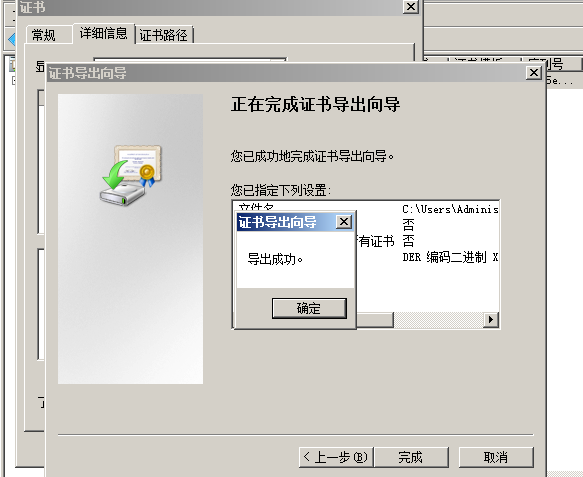 证书
常规 详细信息 证书路径
证书导出向导
正在完成证书导出向导
您已成功地完成证书导出向导。
您已指定下列设置:
文件名 C:\Users\Adminis
否
有证书 否
DER 编码二进制 X
证书导出向导
导出成功。
确定
< 上一步(B) 完成 取消